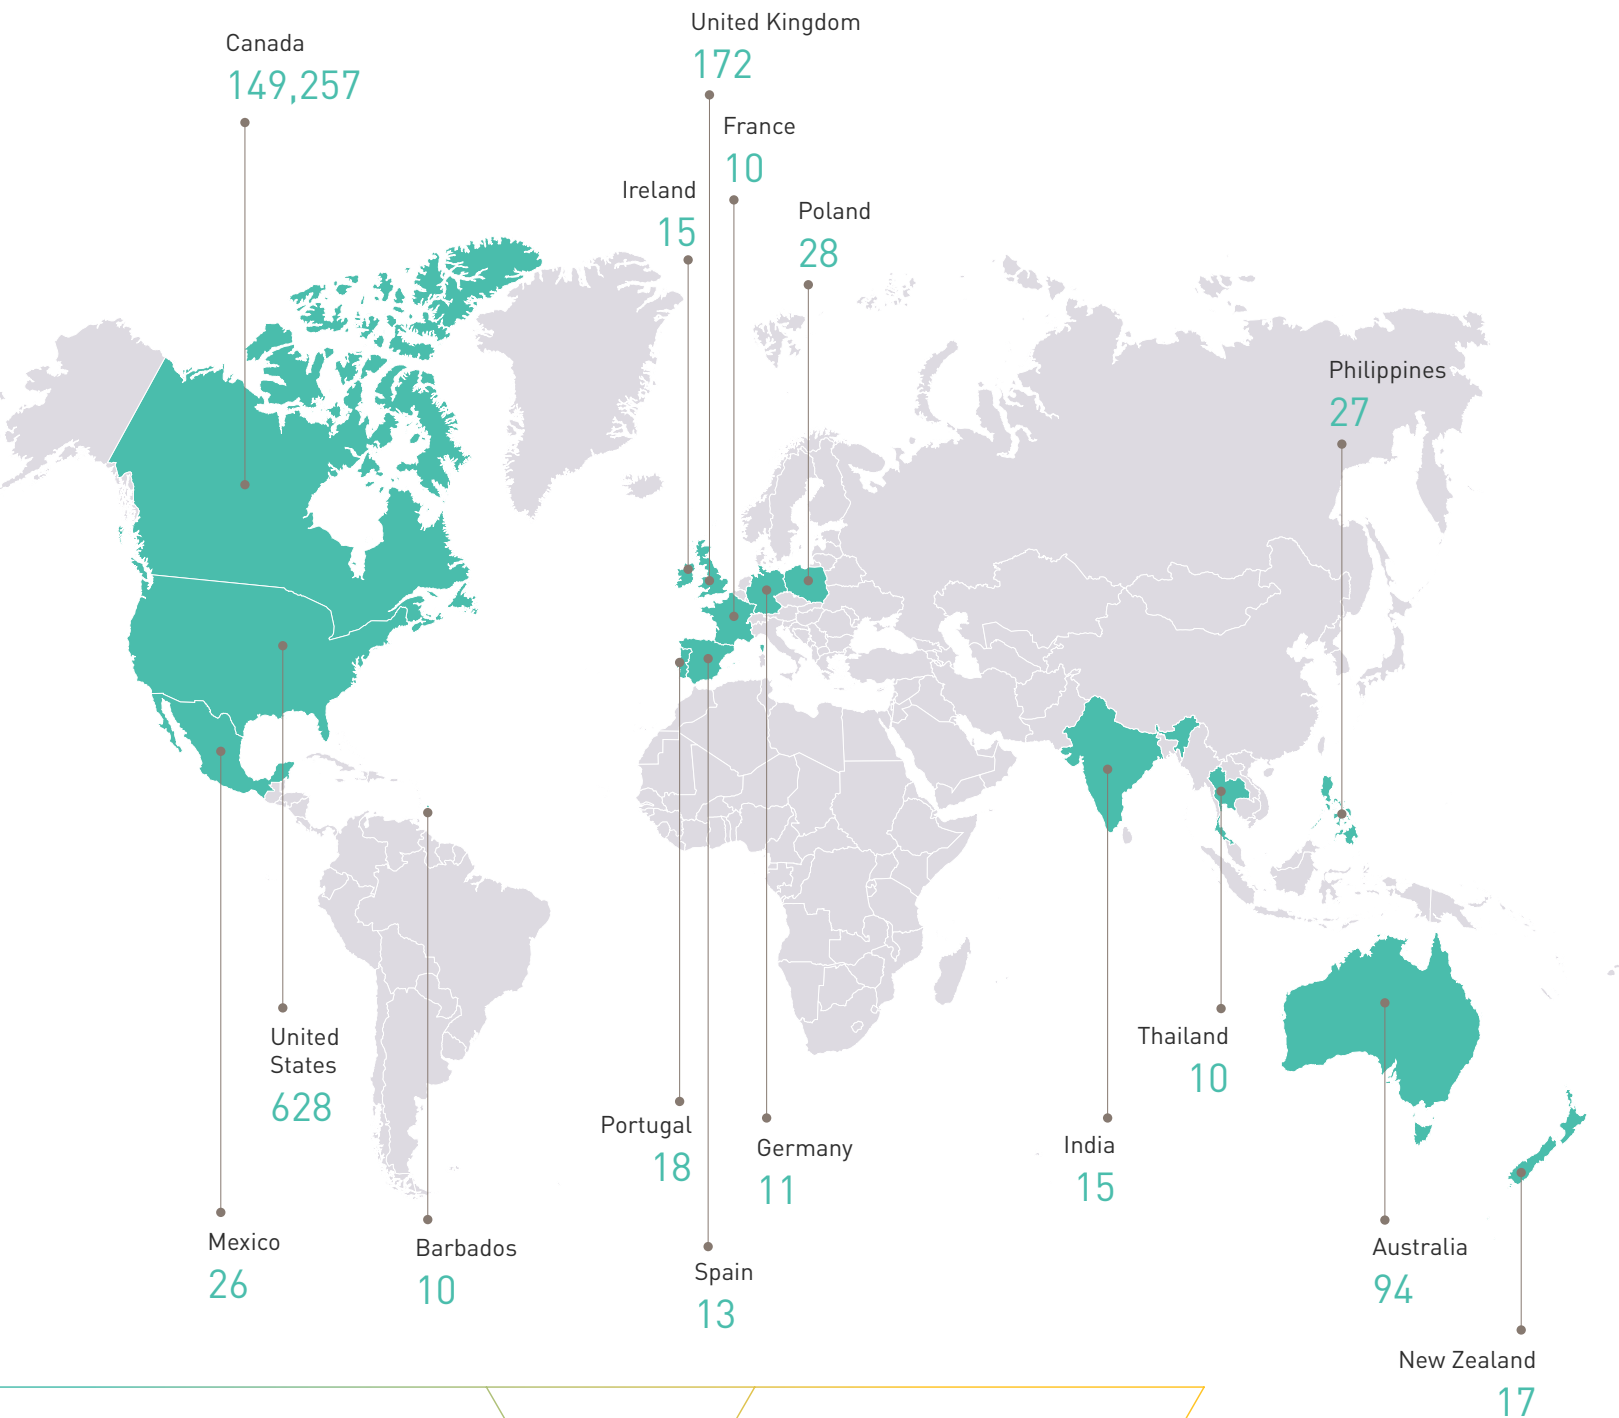 United Kingdom
172
Canada
149,257
France
10
Ireland
15
Poland
28
Philippines
27
United
States
628
Thailand
10
Portugal
18
Germany
11
India
15
Mexico
26
Barbados
10
Spain
13
Australia
94
New Zealand
17